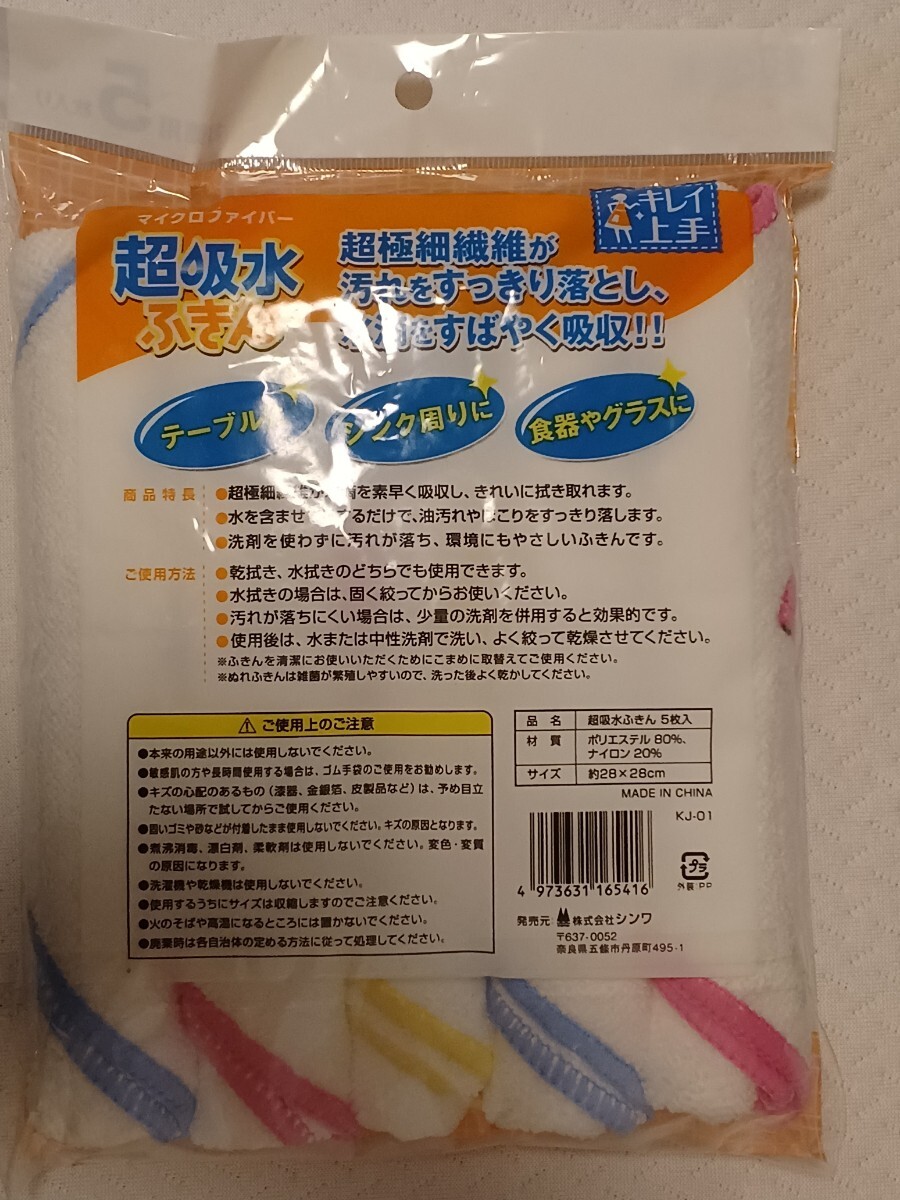 マイクロファイバー
超吸水
ふきん
超極細繊維が
汚れをすっきり落とし、
をすばやく吸収!!
キレイ
上手
テーブル
シンク周りに
食器やグラスに
商品特長
●超極細 を素早く吸収し、きれいに拭き取れます。
●水を含ませ するだけで、油汚れやほこりをすっきり落します。
●洗剤を使わずに汚れが落ち、環境にもやさしいふきんです。
ご使用方法
●乾拭き、水拭きのどちらでも使用できます。
●水拭きの場合は、固く絞ってからお使いください。
●汚れが落ちにくい場合は、少量の洗剤を併用すると効果的です。
●使用後は、水または中性洗剤で洗い、よく絞って乾燥させてください。
※ふきんを清潔にお使いいただくためにこまめに取替えてご使用ください。
※ぬれふきんは雑菌が繁殖しやすいので、洗った後よく乾かしてください。
⚠ご使用上のご注意
●本来の用途以外には使用しないでください。
●敏感肌の方や長時間使用する場合は、ゴム手袋のご使用をお勧めします。
●キズの心配のあるもの(漆器、金銀箔、皮製品など)は、予め目立
たない場所で試してからご使用ください。
●固いゴミや砂などが付着したまま使用しないでください。キズの原因となります。
●煮沸消毒、漂白剤、柔軟剤は使用しないでください。変色・変質
の原因になります。
●洗濯機や乾燥機は使用しないでください。
●使用するうちにサイズは収縮しますのでご注意ください。
●火のそばや高温になるところには置かないでください。
●廃棄時は各自治体の定める方法に従って処理してください。
品名 超吸水ふきん 5枚入
材質 ポリエステル 80%、
ナイロン 20%
サイズ 約28×28cm
MADE IN CHINA
KJ-01
4 973631 165416
プラ
外装:PP
発売元 株式会社シンワ
〒637-0052
奈良県五條市丹原町495-1